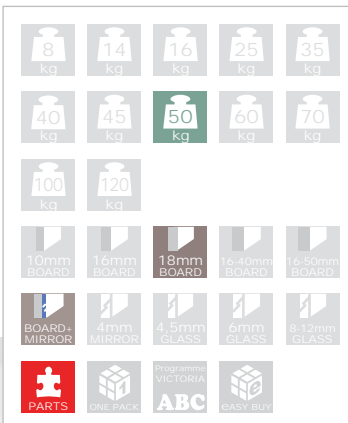 8 14 16 25 35
kg kg kg kg kg
40 45 50 60 70
kg kg kg kg kg
100 120
kg kg
10mm 16mm 18mm 16-40mm 16-50mm
BOARD BOARD BOARD BOARD BOARD
BOARD+ 4mm 4,5mm 6mm 8-12mm
MIRROR MIRROR GLASS GLASS GLASS
Programme
VICTORIA
1 e
PARTS ONE PACK ABC eASY BUY